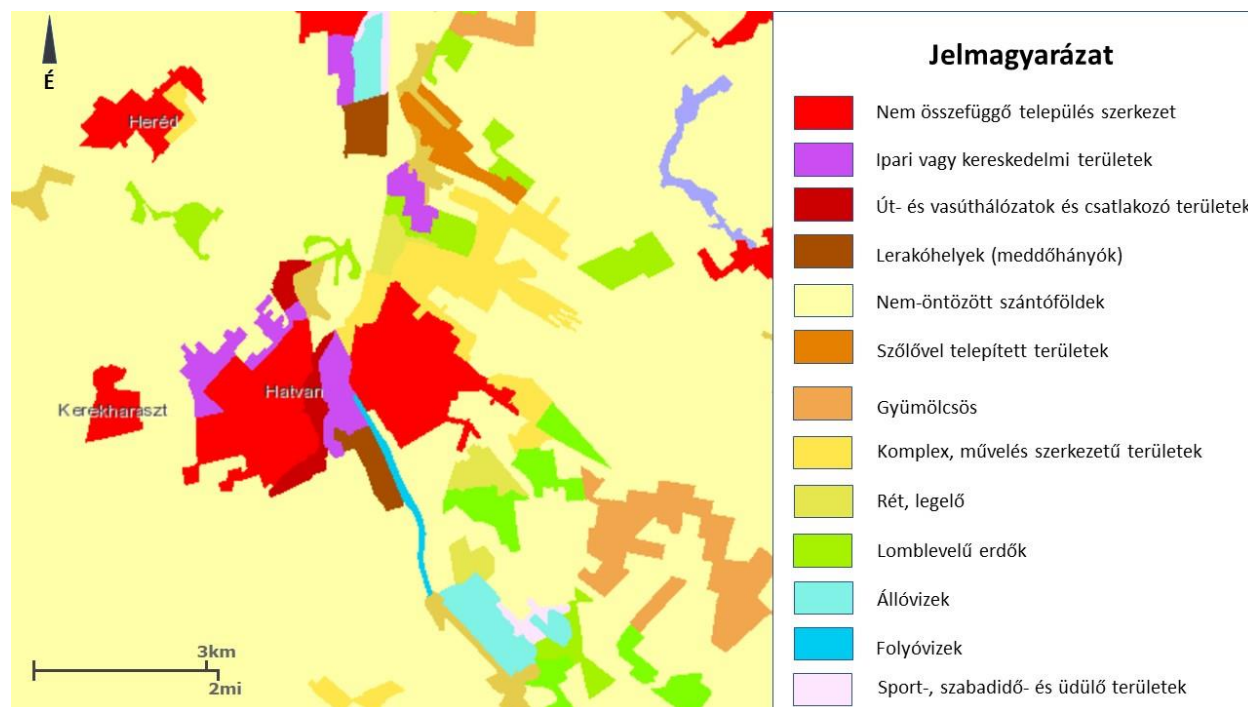 É
Heréd
Hatvan
Kerekharaszt
3km
2mi
Jelmagyarázat
Nem összefüggő település szerkezet
Ipari vagy kereskedelmi területek
Út- és vasúthálózatok és csatlakozó területek
Lerakóhelyek (meddőhányók)
Nem-öntözött szántóföldek
Szőlővel telepített területek
Gyümölcsös
Komplex, művelés szerkezetű területek
Rét, legelő
Lomblevelű erdők
Állóvizek
Folyóvizek
Sport-, szabadidő- és üdülő területek